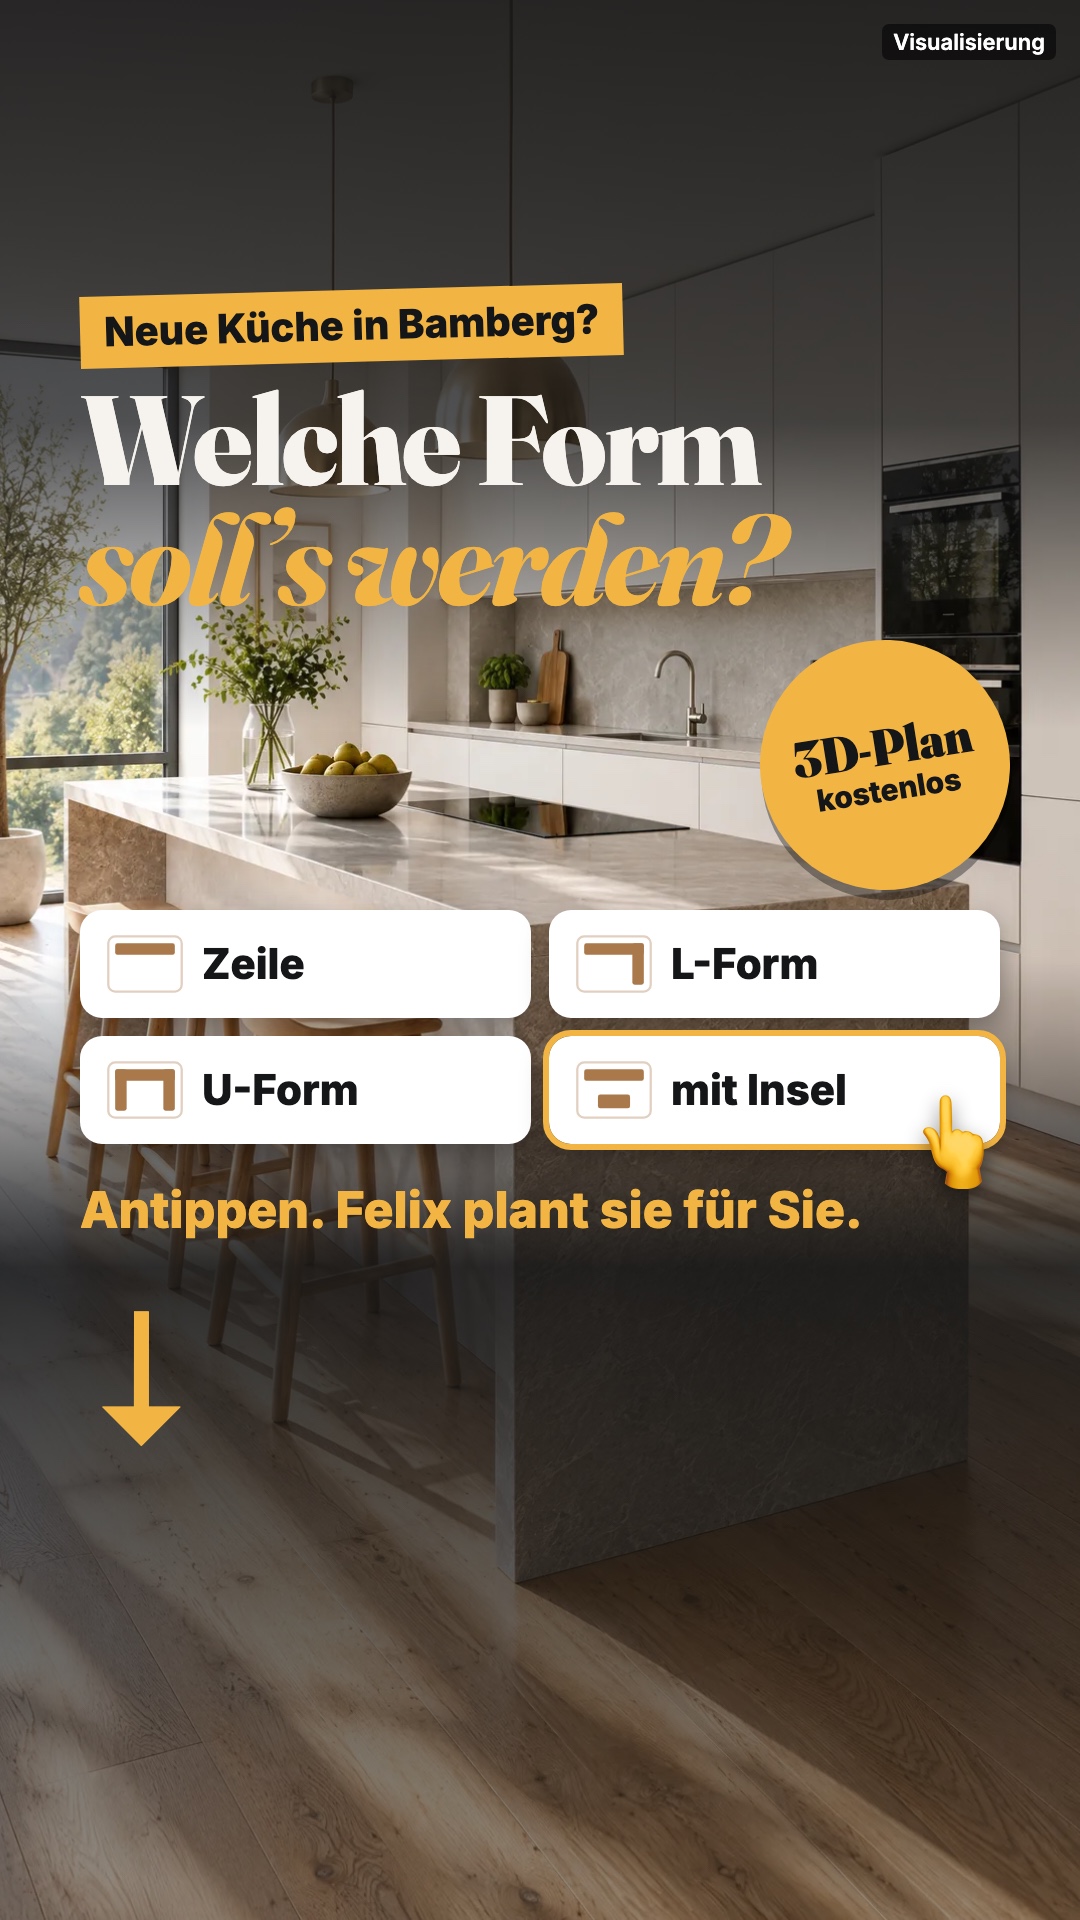 Visualisierung
Neue Küche in Bamberg?
Welche Form
soll's werden?
3D-Plan
kostenlos
Zeile
L-Form
U-Form
mit Insel
Antippen. Felix plant sie für Sie.